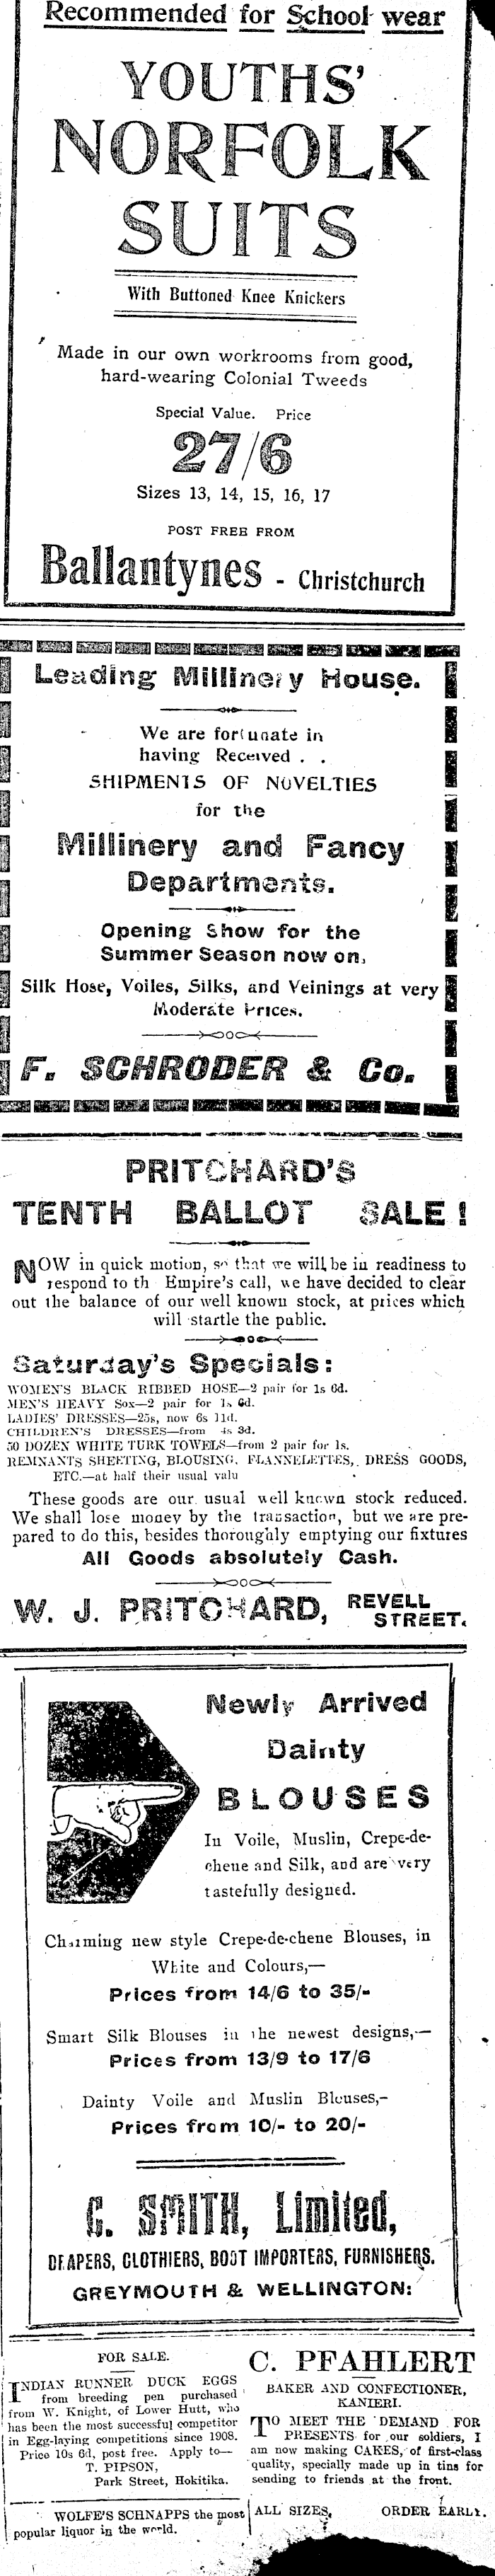 Recommended for School wear
YOUTHS'
NORFOLK
SUITS
With Buttoned Knee Knickers
Made in our own workrooms from good,
hard-wearing Colonial Tweeds
Special Value. Price
27/6
Sizes 13, 14, 15, 16, 17
POST FREE FROM
Ballantynes - Christchurch
Leading Millinery House.
We are fortunate in
having Received . .
SHIPMENTS OF NOVELTIES
for the
Millinery and Fancy
Departments.
Opening Show for the
Summer Season now on,
Silk Hose, Voiles, Silks, and Veinings at very
Moderate Prices.
F. SCHRODER & Co.
PRITCHARD'S
TENTH BALLOT SALE!
NOW in quick motion, so that we will be in readiness to
respond to th Empire's call, we have decided to clear
out the balance of our well known stock, at prices which
will startle the public.
Saturday's Specials:
WOMEN'S BLACK RIBBED HOSE—2 pair for 1s 6d.
MEN'S HEAVY Sox—2 pair for 1s 6d.
LADIES' DRESSES—25s, now 6s 11d.
CHILDREN'S DRESSES—from 4s 3d.
50 DOZEN WHITE TURK TOWELS—from 2 pair for 1s.
REMNANTS SHEETING, BLOUSING, FLANNELETTES, DRESS GOODS,
ETC.—at half their usual valu
These goods are our usual well known stock reduced.
We shall lose money by the transaction, but we are pre-
pared to do this, besides thoroughly emptying our fixtures
All Goods absolutely Cash.
W. J. PRITCHARD, REVELL
STREET.
Newly Arrived
Dainty
BLOUSES
In Voile, Muslin, Crepe-de-
chene and Silk, and are very
tastefully designed.
Charming new style Crepe-de-chene Blouses, in
White and Colours,—
Prices from 14/6 to 35/-
Smart Silk Blouses in the newest designs,—
Prices from 13/9 to 17/6
Dainty Voile and Muslin Blouses,-
Prices from 10/- to 20/-
C. SMITH, Limited,
DRAPERS, CLOTHIERS, BOOT IMPORTERS, FURNISHERS.
GREYMOUTH & WELLINGTON:
FOR SALE.
INDIAN RUNNER DUCK EGGS
from breeding pen purchased
from W. Knight, of Lower Hutt, who
has been the most successful competitor
in Egg-laying competitions since 1908.
Price 10s 6d, post free. Apply to—
T. PIPSON,
Park Street, Hokitika.
WOLFE'S SCHNAPPS the most
popular liquor in the world.
C. PFAHLERT
BAKER AND CONFECTIONER,
KANIERI.
TO MEET THE DEMAND FOR
PRESENTS for our soldiers, I
am now making CAKES, of first-class
quality, specially made up in tins for
sending to friends at the front.
ALL SIZES, ORDER EARLY.